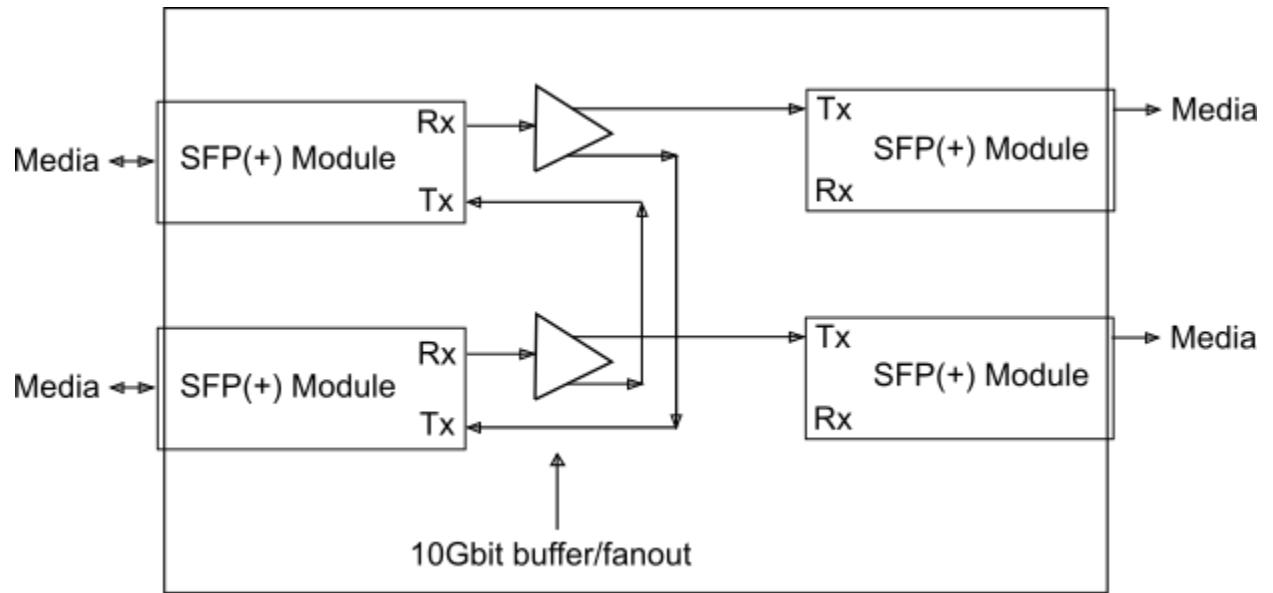 Rx
Tx
Media
SFP(+) Module
SFP(+) Module
Media
Tx
Rx
Rx
Tx
Media
SFP(+) Module
SFP(+) Module
Media
Tx
Rx
10Gbit buffer/fanout